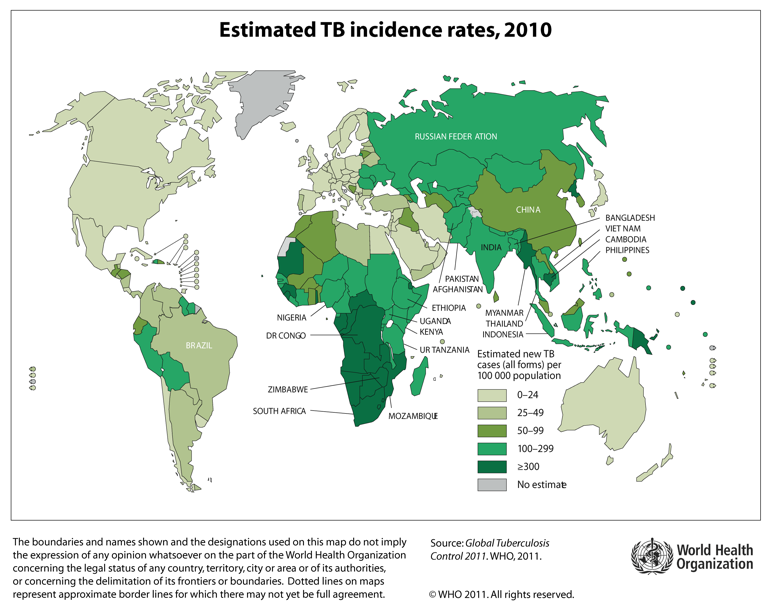 Estimated TB incidence rates, 2010
RUSSIAN FEDERATION
CHINA
INDIA
BANGLADESH
VIET NAM
CAMBODIA
PHILIPPINES
PAKISTAN
AFGHANISTAN
ETHIOPIA
NIGERIA
UGANDA
KENYA
MYANMAR
THAILAND
INDONESIA
DR CONGO
BRAZIL
UR TANZANIA
ZIMBABWE
SOUTH AFRICA
MOZAMBIQUE
Estimated new TB
cases (all forms) per
100 000 population
0–24
25–49
50–99
100–299
≥300
No estimate
The boundaries and names shown and the designations used on this map do not imply
the expression of any opinion whatsoever on the part of the World Health Organization
concerning the legal status of any country, territory, city or area or of its authorities,
or concerning the delimitation of its frontiers or boundaries. Dotted lines on maps
represent approximate border lines for which there may not yet be full agreement.
Source: Global Tuberculosis
Control 2011. WHO, 2011.
© WHO 2011. All rights reserved.
World Health
Organization